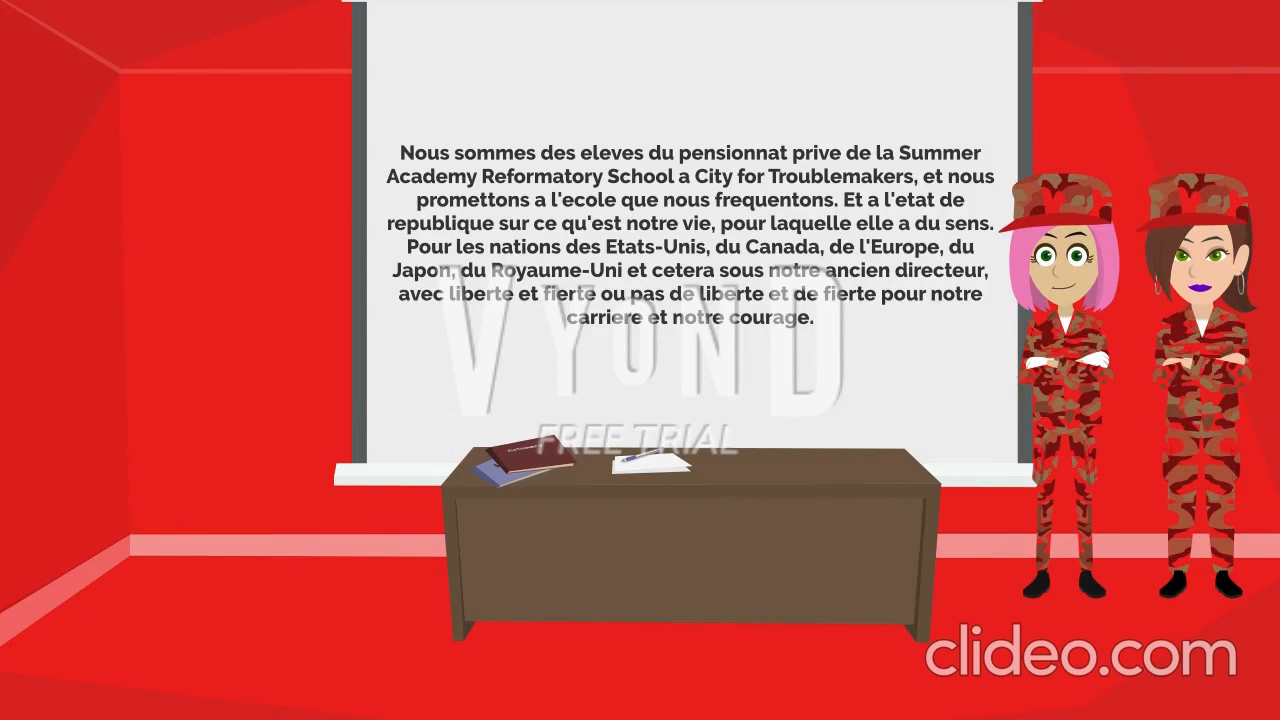 Nous sommes des eleves du pensionnat prive de la Summer
Academy Reformatory School a City for Troublemakers, et nous
promettons a l'ecole que nous frequentons. Et a l'etat de
republique sur ce qu'est notre vie, pour laquelle elle a du sens.
Pour les nations des Etats-Unis, du Canada, de l'Europe, du
Japon, du Royaume-Uni et cetera sous notre ancien directeur,
avec liberte et fierte ou pas de liberte et de fierte pour notre
carriere et notre courage.
VYOND
FREE TRIAL
clideo.com